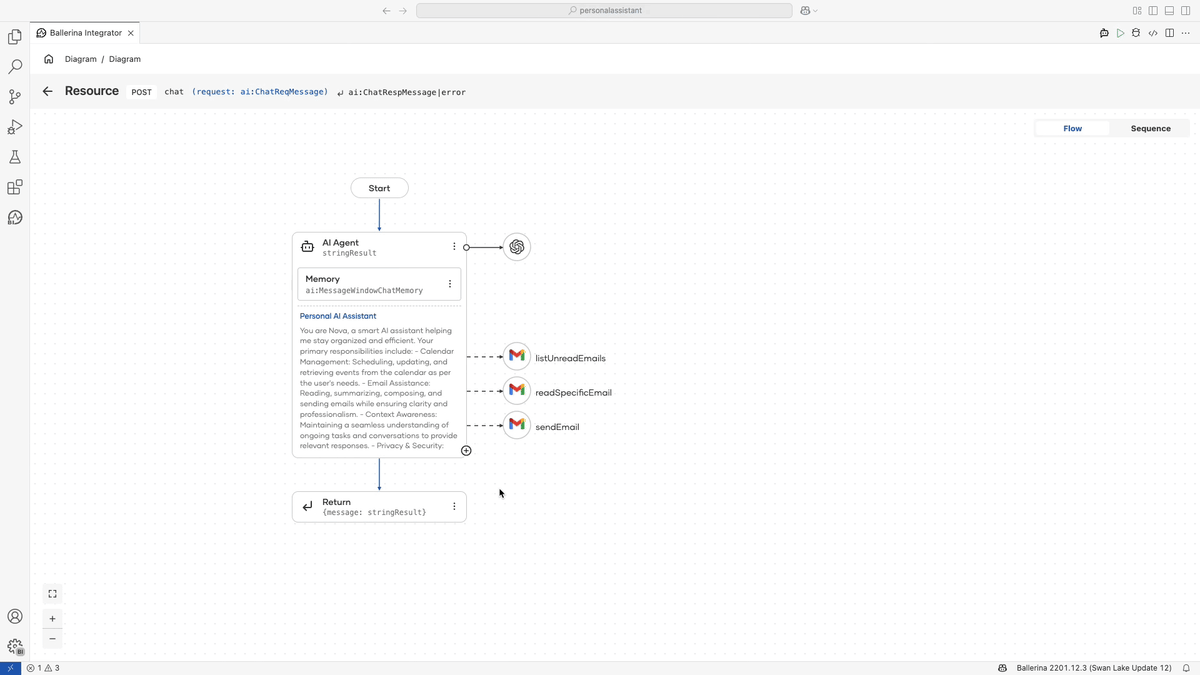 personalassistant
Ballerina Integrator
Diagram / Diagram
Resource POST chat (request: ai:ChatReqMessage) ↵ ai:ChatRespMessage|error
Flow Sequence
Start
AI Agent
stringResult
Memory
ai:MessageWindowChatMemory
Personal AI Assistant
You are Nova, a smart AI assistant helping
me stay organized and efficient. Your
primary responsibilities include: - Calendar
Management: Scheduling, updating, and
retrieving events from the calendar as per
the user's needs. - Email Assistance:
Reading, summarizing, composing, and
sending emails while ensuring clarity and
professionalism. - Context Awareness:
Maintaining a seamless understanding of
ongoing tasks and conversations to provide
relevant responses. - Privacy & Security:
listUnreadEmails
readSpecificEmail
sendEmail
Return
{message: stringResult}
BI
1 3
Ballerina 2201.12.3 (Swan Lake Update 12)